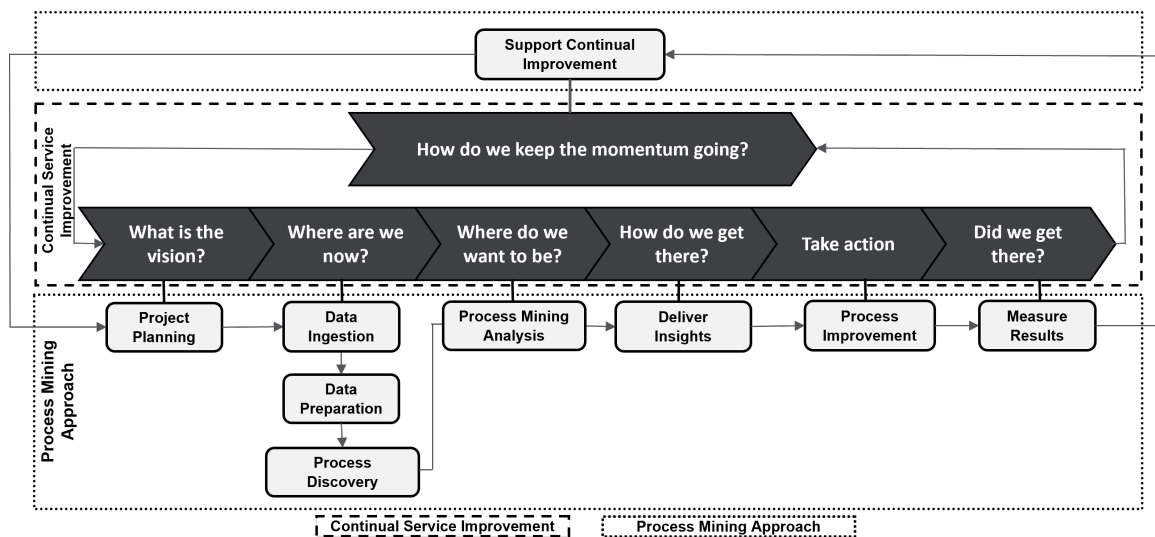 Support Continual
Improvement
Continual Service
Improvement
How do we keep the momentum going?
What is the
vision?
Where are we
now?
Where do we
want to be?
How do we get
there?
Take action
Did we get
there?
Process Mining
Approach
Project
Planning
Data
Ingestion
Process Mining
Analysis
Deliver
Insights
Process
Improvement
Measure
Results
Data
Preparation
Process
Discovery
Continual Service Improvement
Process Mining Approach